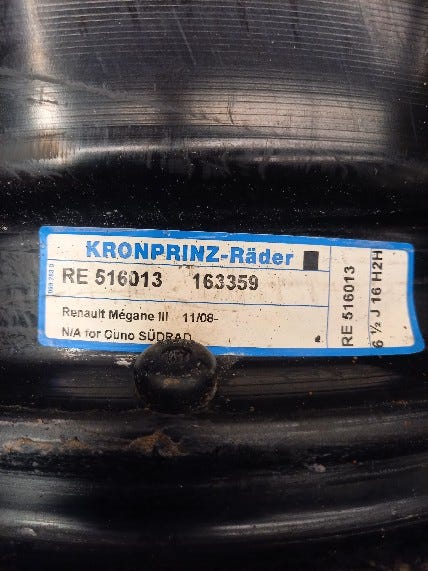 KRONPRINZ-Räder
RE 516013 163359
Renault Mégane III 11/08-
N/A for Cuno SÜDRAD
RE 516013
6 ½ J 16 H2H